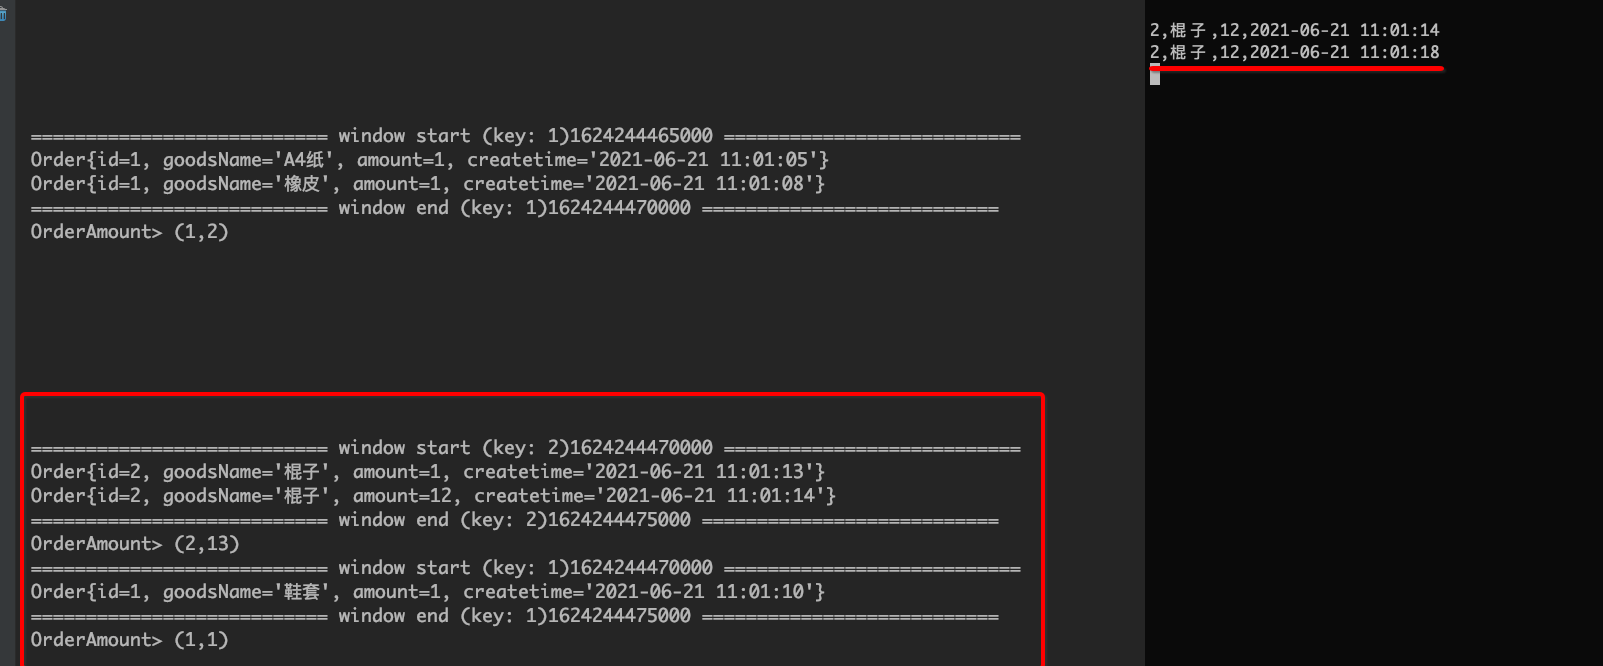 =========================== window start (key: 1)1624244465000 ===========================
Order{id=1, goodsName='A4纸', amount=1, createtime='2021-06-21 11:01:05'}
Order{id=1, goodsName='橡皮', amount=1, createtime='2021-06-21 11:01:08'}
=========================== window end (key: 1)1624244470000 ===========================
OrderAmount> (1,2)
=========================== window start (key: 2)1624244470000 ===========================
Order{id=2, goodsName='棍子', amount=1, createtime='2021-06-21 11:01:13'}
Order{id=2, goodsName='棍子', amount=12, createtime='2021-06-21 11:01:14'}
=========================== window end (key: 2)1624244475000 ===========================
OrderAmount> (2,13)
=========================== window start (key: 1)1624244470000 ===========================
Order{id=1, goodsName='鞋套', amount=1, createtime='2021-06-21 11:01:10'}
=========================== window end (key: 1)1624244475000 ===========================
OrderAmount> (1,1)
2,棍子,12,2021-06-21 11:01:14
2,棍子,12,2021-06-21 11:01:18